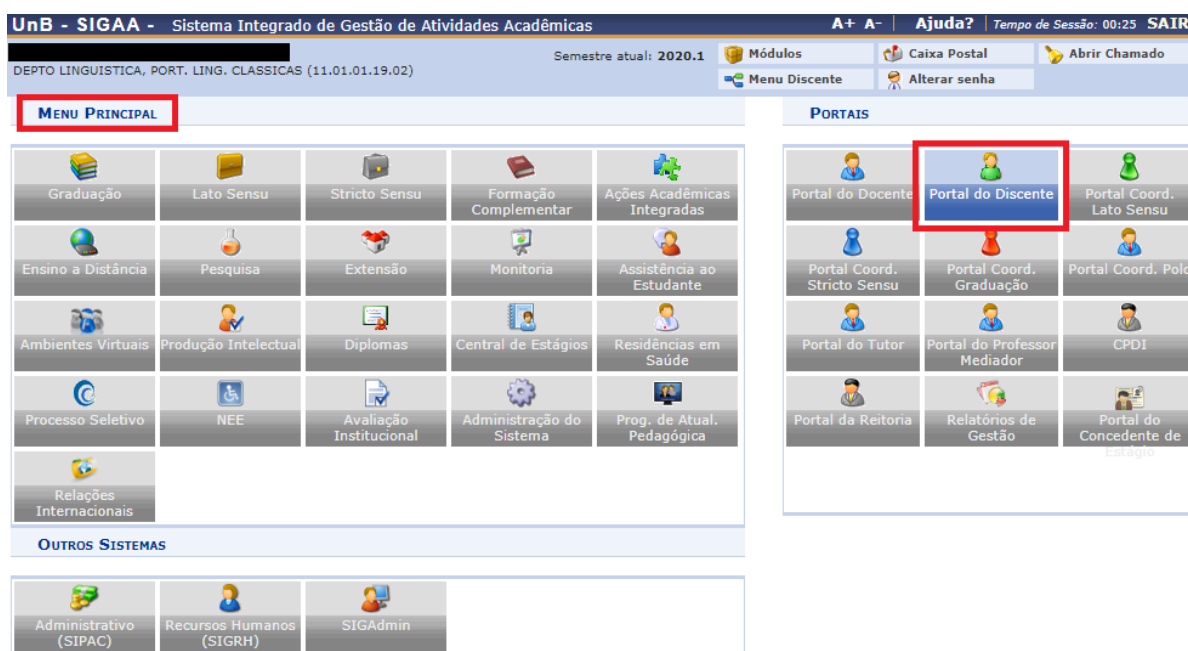 UnB - SIGAA - Sistema Integrado de Gestão de Atividades Acadêmicas
A+ A- | Ajuda? | Tempo de Sessão: 00:25 SAIR
DEPTO LINGUISTICA, PORT. LING. CLASSICAS (11.01.01.19.02)
Semestre atual: 2020.1
Módulos
Caixa Postal
Abrir Chamado
Menu Discente
Alterar senha
MENU PRINCIPAL
Graduação
Lato Sensu
Stricto Sensu
Formação
Complementar
Ações Acadêmicas
Integradas
Ensino a Distância
Pesquisa
Extensão
Monitoria
Assistência ao
Estudante
Ambientes Virtuais
Produção Intelectual
Diplomas
Central de Estágios
Residências em
Saúde
Processo Seletivo
NEE
Avaliação
Institucional
Administração do
Sistema
Prog. de Atual.
Pedagógica
Relações
Internacionais
PORTAIS
Portal do Docente
Portal do Discente
Portal Coord.
Lato Sensu
Portal Coord.
Stricto Sensu
Portal Coord.
Graduação
Portal Coord. Polo
Portal do Tutor
Portal do Professor
Mediador
CPDI
Portal da Reitoria
Relatórios de
Gestão
Portal do
Concedente de
Estágio
OUTROS SISTEMAS
Administrativo
(SIPAC)
Recursos Humanos
(SIGRH)
SIGAdmin